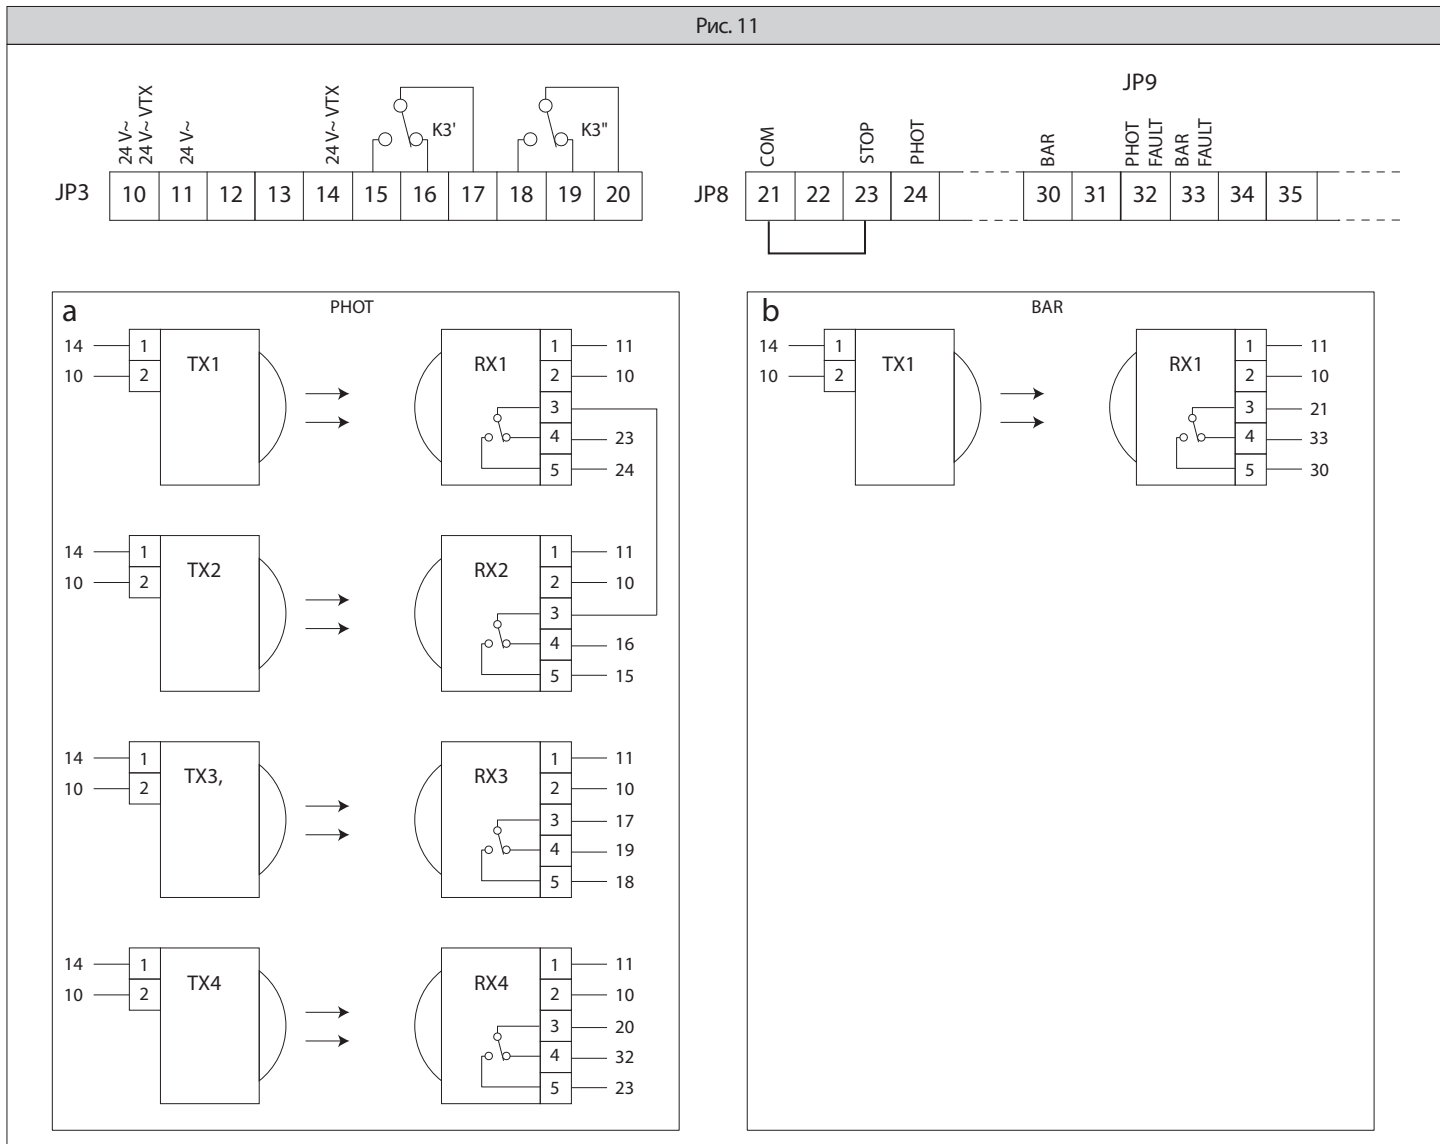 Рис. 11
JP9
24 V~
24 V~ VTX
24 V~
24 V~ VTX
K3'
K3"
COM
STOP
PHOT
BAR
PHOT
FAULT
BAR
FAULT
JP3 10 11 12 13 14 15 16 17 18 19 20
JP8 21 22 23 24 30 31 32 33 34 35
a PHOT
14 1 TX1 RX1 1 11
10 2 2 10
3
4 23
5 24
14 1 TX2 RX2 1 11
10 2 2 10
3
4 16
5 15
14 1 TX3, RX3 1 11
10 2 2 10
3 17
4 19
5 18
14 1 TX4 RX4 1 11
10 2 2 10
3 20
4 32
5 23
b BAR
14 1 TX1 RX1 1 11
10 2 2 10
3 21
4 33
5 30